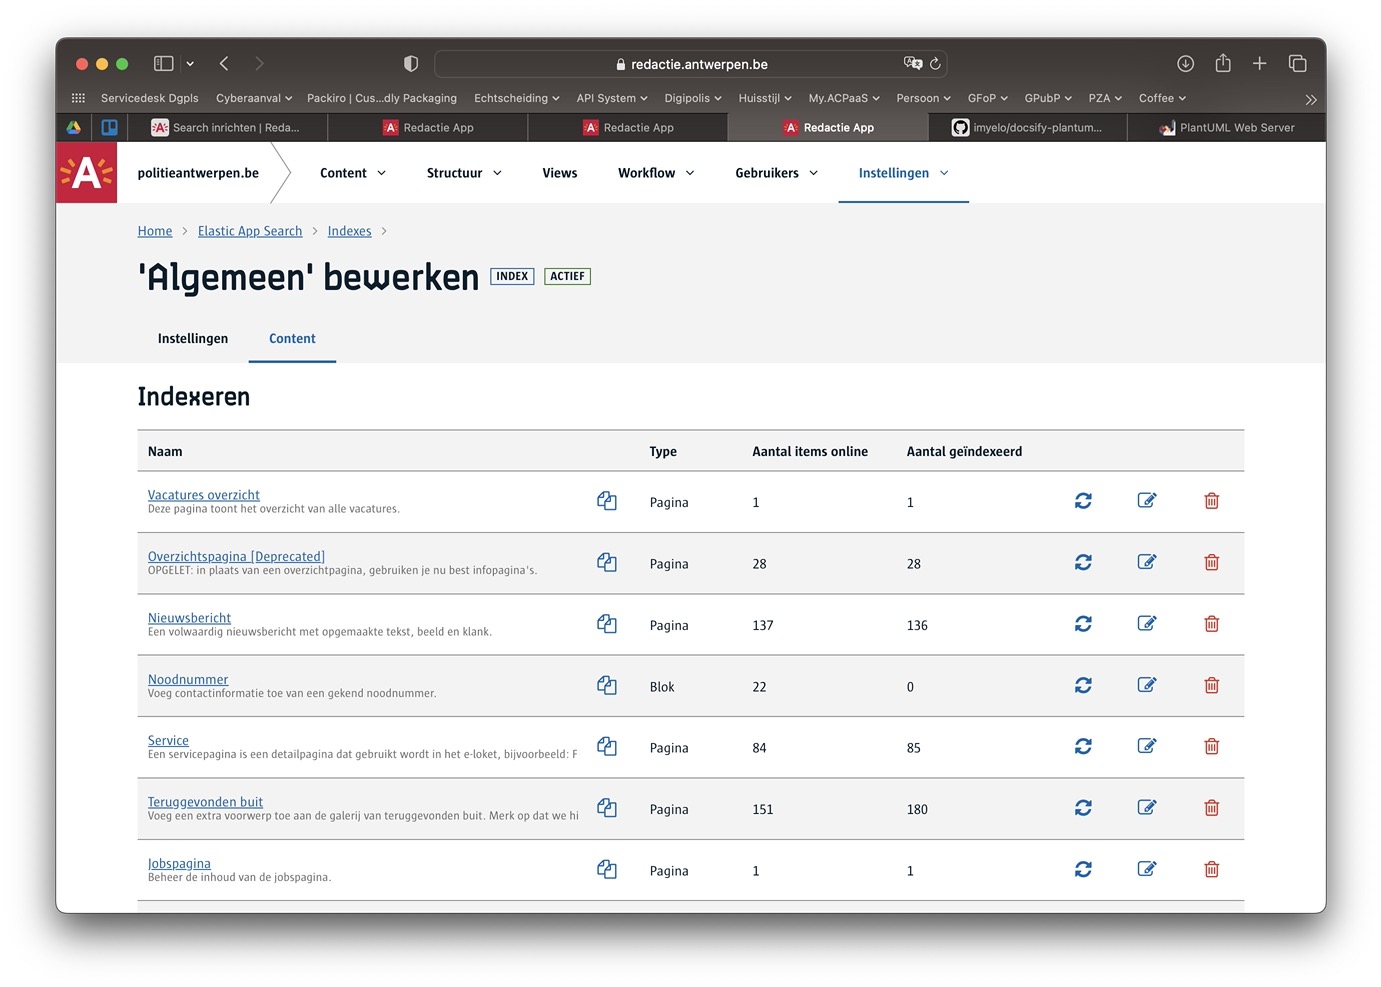 redactie.antwerpen.be
Servicedesk Dgpls Cyberaanval Packiro | Cus...dly Packaging Echtscheiding API System Digipolis Huisstijl My.ACPaaS Persoon GFoP GPubP PZA Coffee
Search inrichten | Reda... Redactie App Redactie App Redactie App imyelo/docsify-plantum... PlantUML Web Server
A politieantwerpen.be Content Structuur Views Workflow Gebruikers Instellingen
Home Elastic App Search Indexes
'Algemeen' bewerken INDEX ACTIEF
Instellingen Content
Indexeren
Naam Type Aantal items online Aantal geïndexeerd
Vacatures overzicht
Deze pagina toont het overzicht van alle vacatures.
Pagina 1 1
Overzichtspagina [Deprecated]
OPGELET: in plaats van een overzichtpagina, gebruiken je nu best infopagina's.
Pagina 28 28
Nieuwsbericht
Een volwaardig nieuwsbericht met opgemaakte tekst, beeld en klank.
Pagina 137 136
Noodnummer
Voeg contactinformatie toe van een gekend noodnummer.
Blok 22 0
Service
Een servicepagina is een detailpagina dat gebruikt wordt in het e-loket, bijvoorbeeld: F
Pagina 84 85
Teruggevonden buit
Voeg een extra voorwerp toe aan de galerij van teruggevonden buit. Merk op dat we hi
Pagina 151 180
Jobspagina
Beheer de inhoud van de jobspagina.
Pagina 1 1